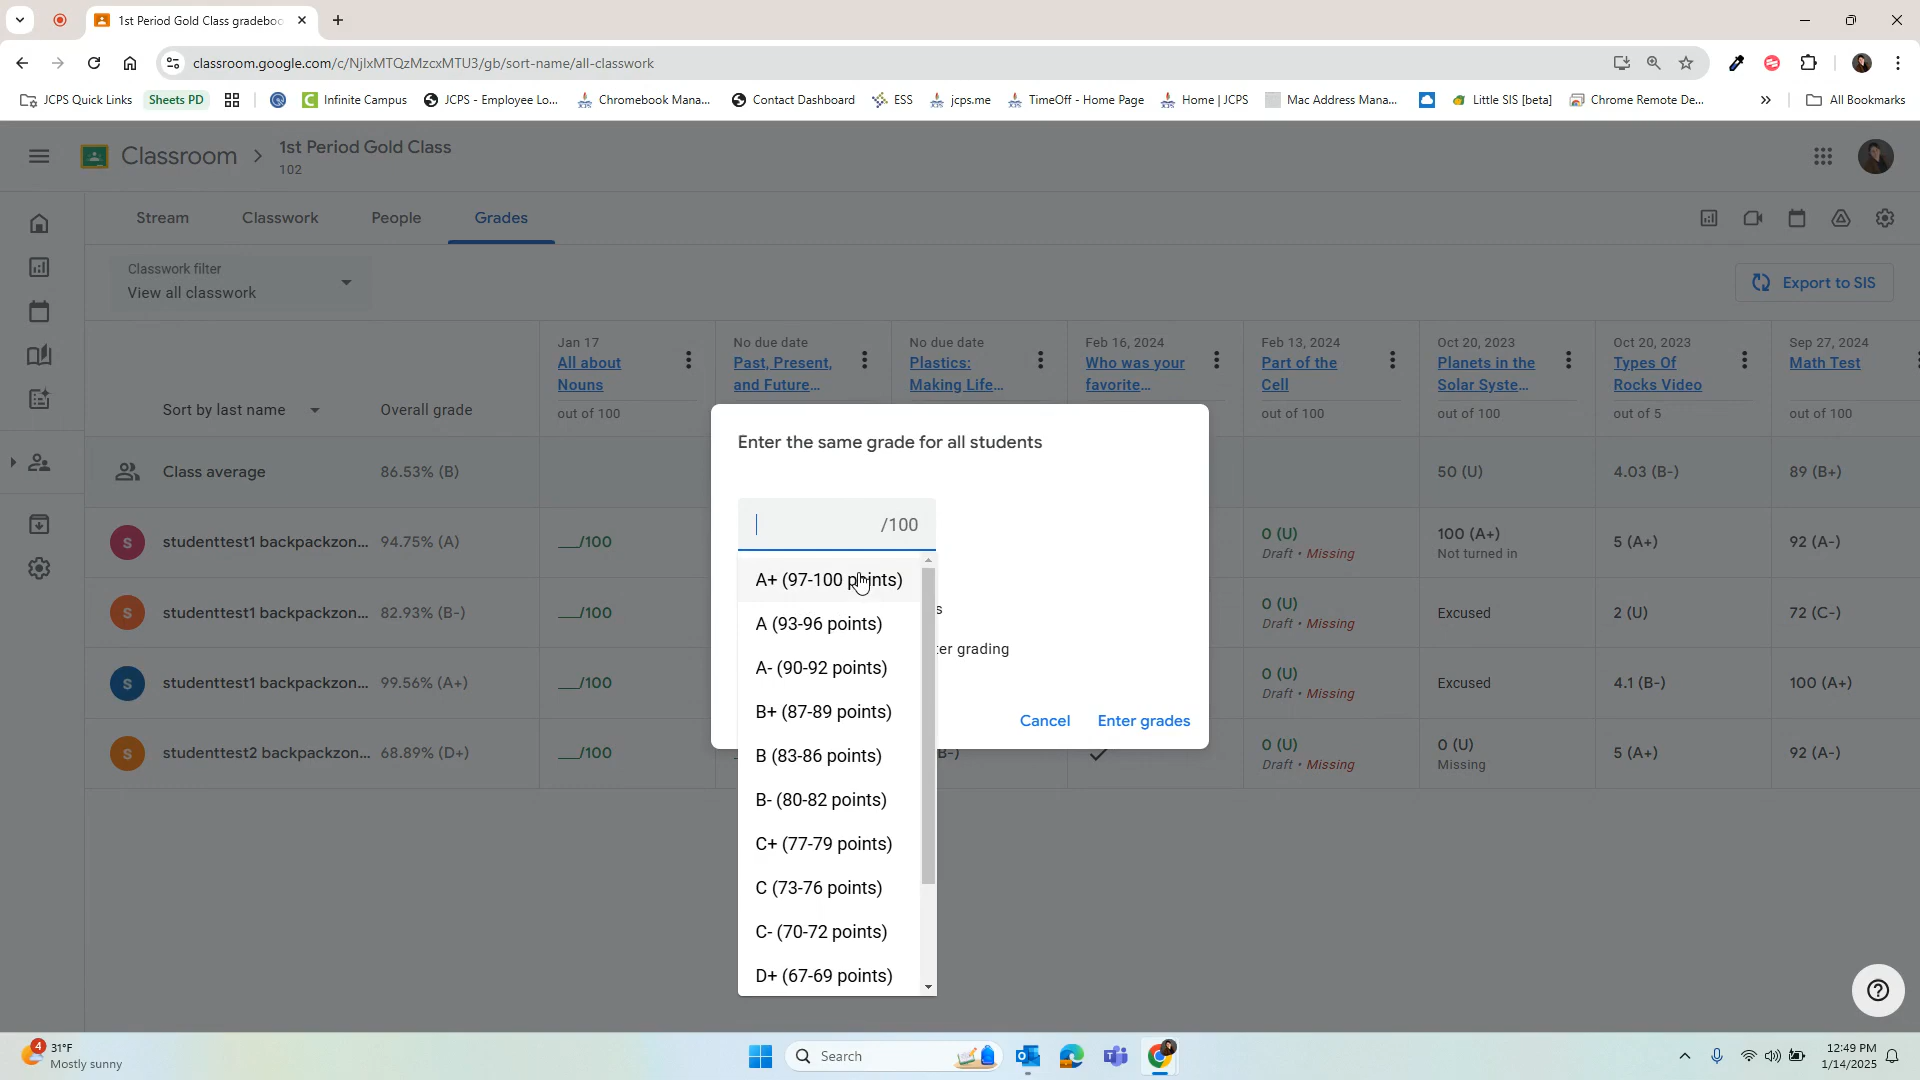 1st Period Gold Class gradeboo
classroom.google.com/c/NjIxMTQzMzcxMTU3/gb/sort-name/all-classwork
JCPS Quick Links
Sheets PD
Infinite Campus
JCPS - Employee Lo...
Chromebook Mana...
Contact Dashboard
ESS
jcps.me
TimeOff - Home Page
Home | JCPS
Mac Address Mana...
Little SIS [beta]
Chrome Remote De...
All Bookmarks
Classroom
1st Period Gold Class
102
Stream
Classwork
People
Grades
Classwork filter
View all classwork
Export to SIS
Sort by last name
Overall grade
Jan 17
All about
Nouns
out of 100
No due date
Past, Present,
and Future...
No due date
Plastics:
Making Life...
Feb 16, 2024
Who was your
favorite...
Feb 13, 2024
Part of the
Cell
out of 100
Oct 20, 2023
Planets in the
Solar Syste...
out of 100
Oct 20, 2023
Types Of
Rocks Video
out of 5
Sep 27, 2024
Math Test
out of 100
Class average
86.53% (B)
50 (U)
4.03 (B-)
89 (B+)
S
studenttest1 backpackzon...
94.75% (A)
___/100
0 (U)
Draft • Missing
100 (A+)
Not turned in
5 (A+)
92 (A-)
S
studenttest1 backpackzon...
82.93% (B-)
___/100
0 (U)
Draft • Missing
Excused
2 (U)
72 (C-)
S
studenttest1 backpackzon...
99.56% (A+)
___/100
0 (U)
Draft • Missing
Excused
4.1 (B-)
100 (A+)
S
studenttest2 backpackzon...
68.89% (D+)
___/100
B-)
0 (U)
Draft • Missing
0 (U)
Missing
5 (A+)
92 (A-)
Enter the same grade for all students
/100
A+ (97-100 points)
A (93-96 points)
A- (90-92 points)
B+ (87-89 points)
B (83-86 points)
B- (80-82 points)
C+ (77-79 points)
C (73-76 points)
C- (70-72 points)
D+ (67-69 points)
s
ter grading
Cancel
Enter grades
4
31°F
Mostly sunny
Search
12:49 PM
1/14/2025